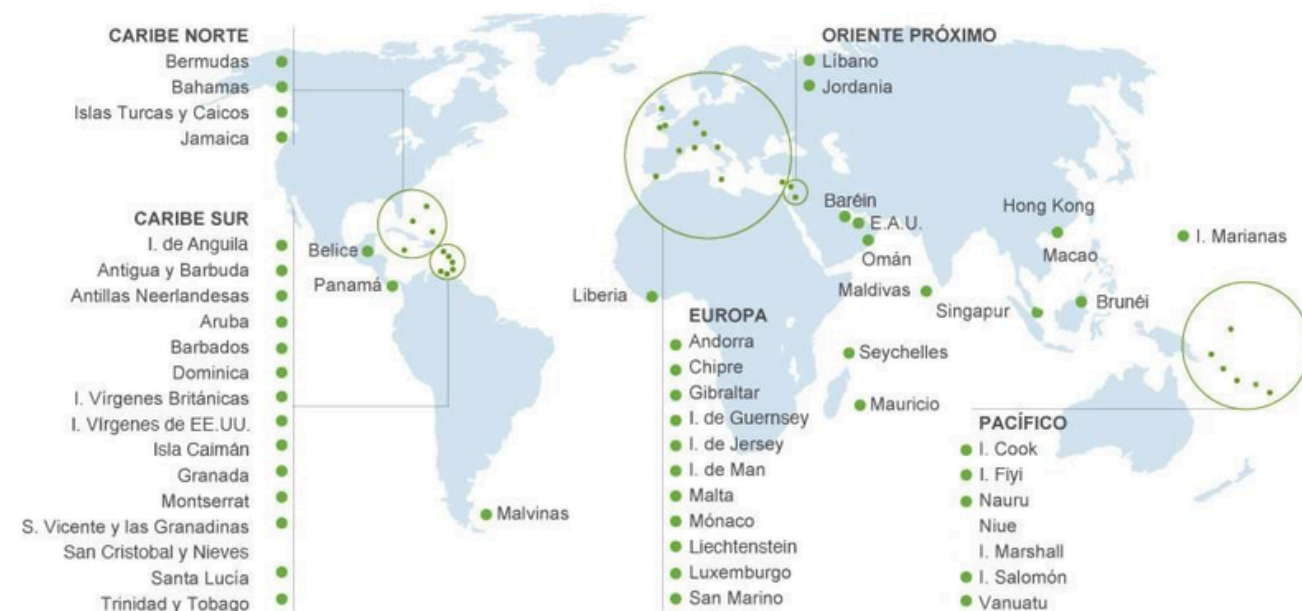 CARIBE NORTE
Bermudas
Bahamas
Islas Turcas y Caicos
Jamaica
CARIBE SUR
I. de Anguila
Antigua y Barbuda
Antillas Neerlandesas
Aruba
Barbados
Dominica
I. Vírgenes Británicas
I. Vírgenes de EE.UU.
Isla Caimán
Granada
Montserrat
S. Vicente y las Granadinas
San Cristobal y Nieves
Santa Lucía
Trinidad y Tobago
Belice
Panamá
Malvinas
Liberia
EUROPA
Andorra
Chipre
Gibraltar
I. de Guernsey
I. de Jersey
I. de Man
Malta
Mónaco
Liechtenstein
Luxemburgo
San Marino
ORIENTE PRÓXIMO
Líbano
Jordania
Baréin
E.A.U.
Omán
Maldivas
Seychelles
Mauricio
Hong Kong
Macao
Singapur
Brunéi
I. Marianas
PACÍFICO
I. Cook
I. Fiyi
Nauru
Niue
I. Marshall
I. Salomón
Vanuatu